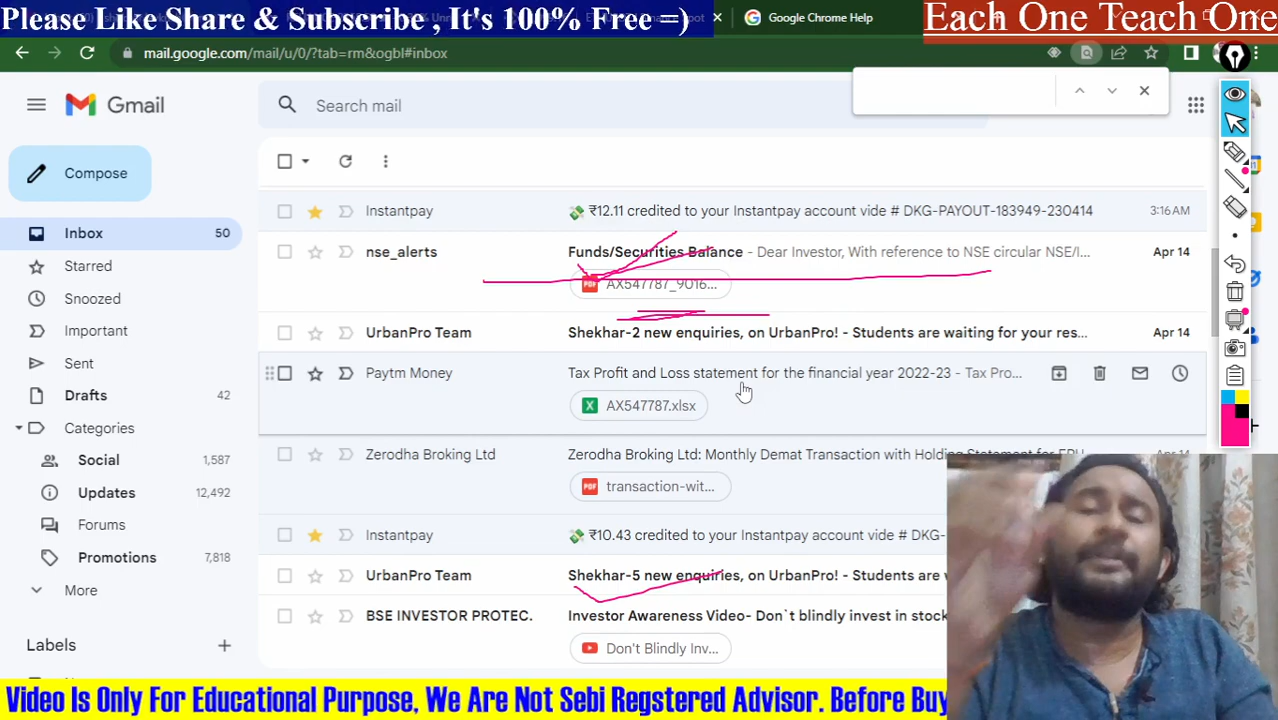 Please Like Share & Subscribe , It's 100% Free =)
Google Chrome Help
Each One Teach One
mail.google.com/mail/u/0/?tab=rm&ogbl#inbox
Gmail
Search mail
Compose
Inbox 50
Starred
Snoozed
Important
Sent
Drafts 42
Categories
Social 1,587
Updates 12,492
Forums
Promotions 7,818
More
Labels
Instantpay ₹12.11 credited to your Instantpay account vide # DKG-PAYOUT-183949-230414 3:16 AM
nse_alerts Funds/Securities Balance - Dear Investor, With reference to NSE circular NSE/I... Apr 14
PDF AX547787_9016...
UrbanPro Team Shekhar-2 new enquiries, on UrbanPro! - Students are waiting for your res... Apr 14
Paytm Money Tax Profit and Loss statement for the financial year 2022-23 - Tax Pro...
X AX547787.xlsx
Zerodha Broking Ltd Zerodha Broking Ltd: Monthly Demat Transaction with Holding Statement for
PDF transaction-wit...
Instantpay ₹10.43 credited to your Instantpay account vide # DKG-
UrbanPro Team Shekhar-5 new enquiries, on UrbanPro! - Students are w
BSE INVESTOR PROTEC. Investor Awareness Video- Don`t blindly invest in stock
Don't Blindly Inv...
Video Is Only For Educational Purpose, We Are Not Sebi Regstered Advisor. Before Buy